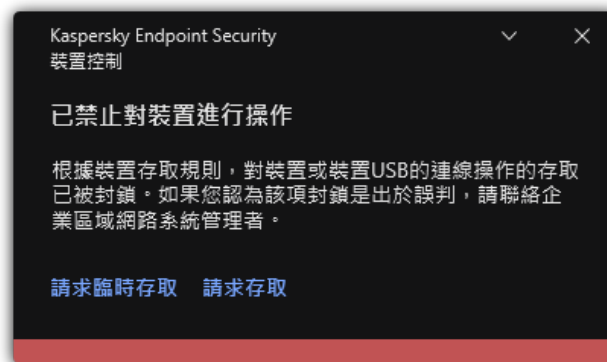 Kaspersky Endpoint Security
裝置控制
已禁止對裝置進行操作
根據裝置存取規則，對裝置或裝置USB的連線操作的存取
已被封鎖。如果您認為該項封鎖是出於誤判，請聯絡企
業區域網路系統管理者。
請求臨時存取 請求存取